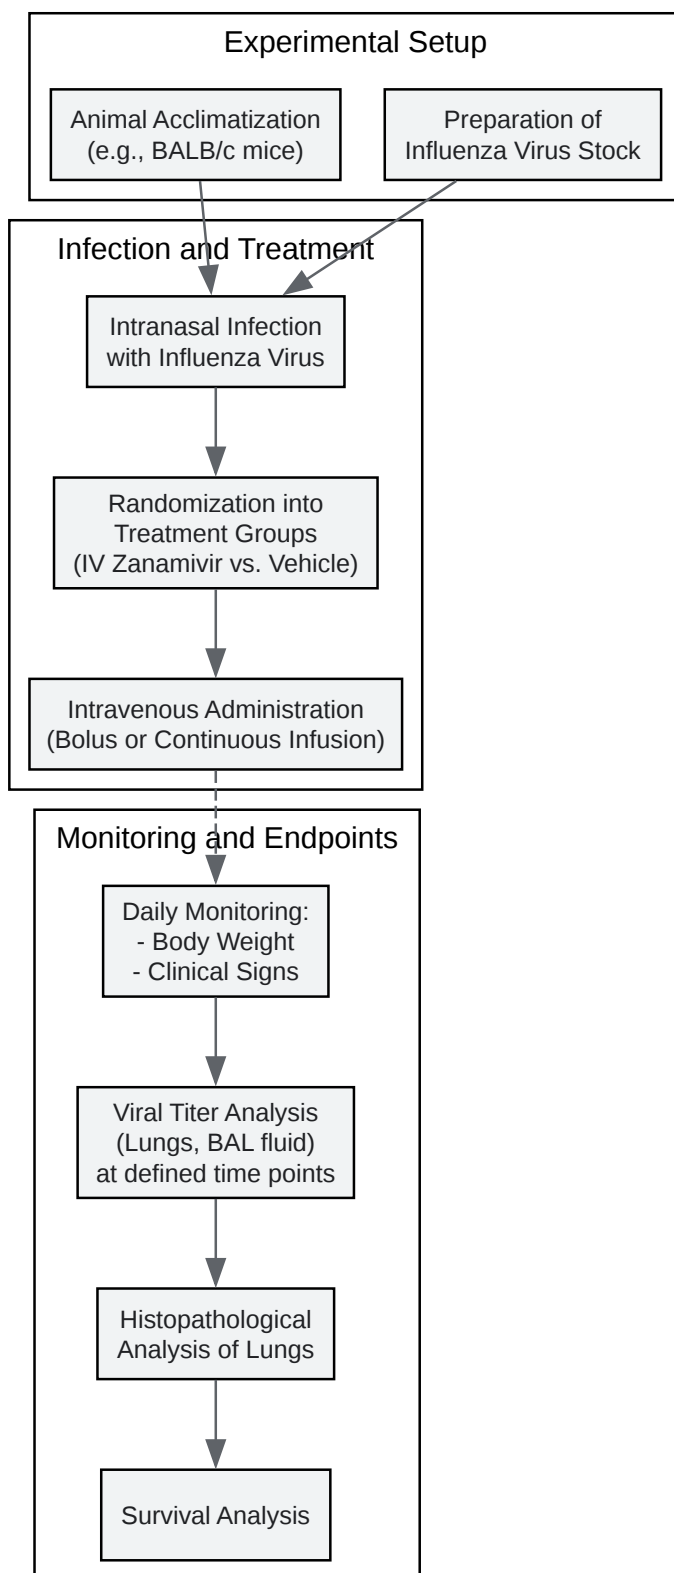 Experimental Setup
Animal Acclimatization
(e.g., BALB/c mice)
Preparation of
Influenza Virus Stock
Infection and Treatment
Intranasal Infection
with Influenza Virus
Randomization into
Treatment Groups
(IV Zanamivir vs. Vehicle)
Intravenous Administration
(Bolus or Continuous Infusion)
Monitoring and Endpoints
Daily Monitoring:
- Body Weight
- Clinical Signs
Viral Titer Analysis
(Lungs, BAL fluid)
at defined time points
Histopathological
Analysis of Lungs
Survival Analysis